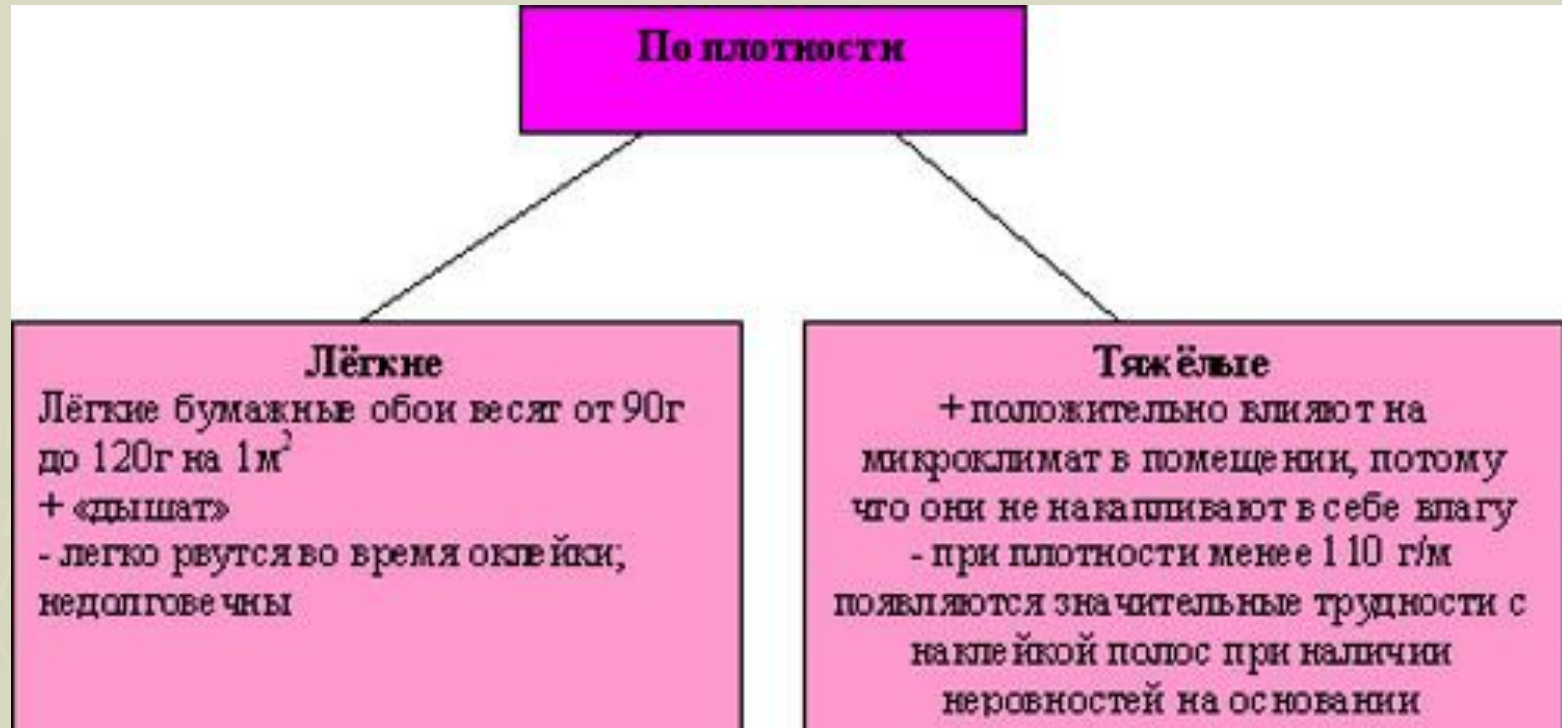 По плотности
Лёгкие
Лёгкие бумажные обои весят от 90г
до 120г на 1м²
+ «дышат»
- легко рвутся во время оклейки;
недолговечны
Тяжёлые
+ положительно влияют на
микроклимат в помещении, потому
что они не накапливают в себе влагу
- при плотности менее 110 г/м
появляются значительные трудности с
наклейкой полос при наличии
неровностей на основании